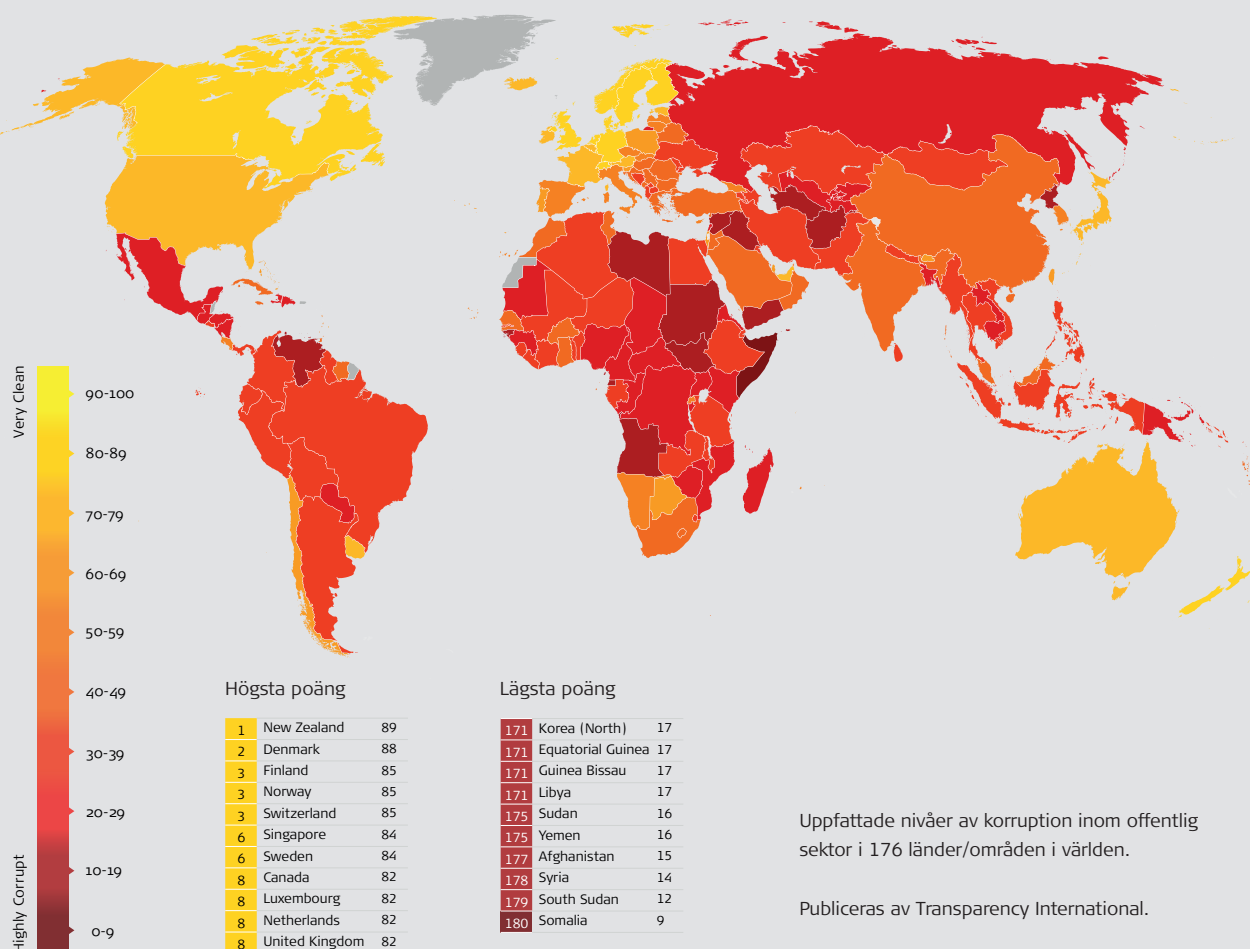 Very Clean
90-100
80-89
70-79
60-69
50-59
40-49
30-39
20-29
10-19
0-9
Highly Corrupt
Högsta poäng
1 New Zealand 89
2 Denmark 88
3 Finland 85
3 Norway 85
3 Switzerland 85
6 Singapore 84
6 Sweden 84
8 Canada 82
8 Luxembourg 82
8 Netherlands 82
8 United Kingdom 82
Lägsta poäng
171 Korea (North) 17
171 Equatorial Guinea 17
171 Guinea Bissau 17
171 Libya 17
175 Sudan 16
175 Yemen 16
177 Afghanistan 15
178 Syria 14
179 South Sudan 12
180 Somalia 9
Uppfattade nivåer av korruption inom offentlig
sektor i 176 länder/områden i världen.
Publiceras av Transparency International.